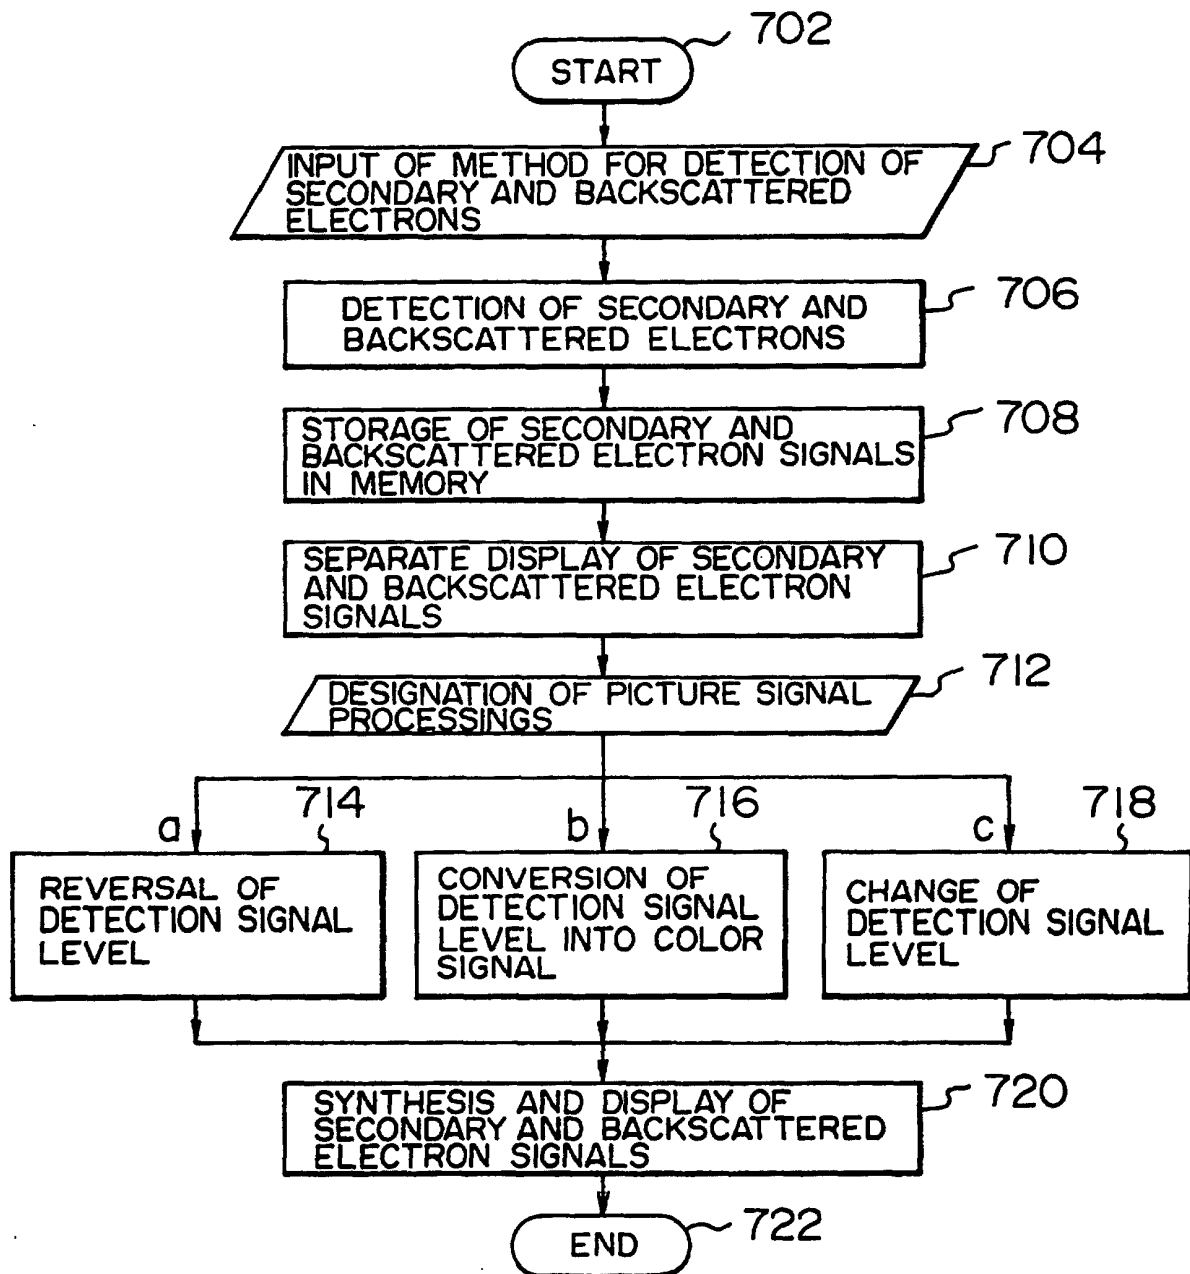 702
START
704
INPUT OF METHOD FOR DETECTION OF
SECONDARY AND BACKSCATTERED
ELECTRONS
706
DETECTION OF SECONDARY AND
BACKSCATTERED ELECTRONS
708
STORAGE OF SECONDARY AND
BACKSCATTERED ELECTRON SIGNALS
IN MEMORY
710
SEPARATE DISPLAY OF SECONDARY
AND BACKSCATTERED ELECTRON
SIGNALS
712
DESIGNATION OF PICTURE SIGNAL
PROCESSINGS
a
714
REVERSAL OF
DETECTION SIGNAL
LEVEL
b
716
CONVERSION OF
DETECTION SIGNAL
LEVEL INTO COLOR
SIGNAL
c
718
CHANGE OF
DETECTION SIGNAL
LEVEL
720
SYNTHESIS AND DISPLAY OF
SECONDARY AND BACKSCATTERED
ELECTRON SIGNALS
722
END